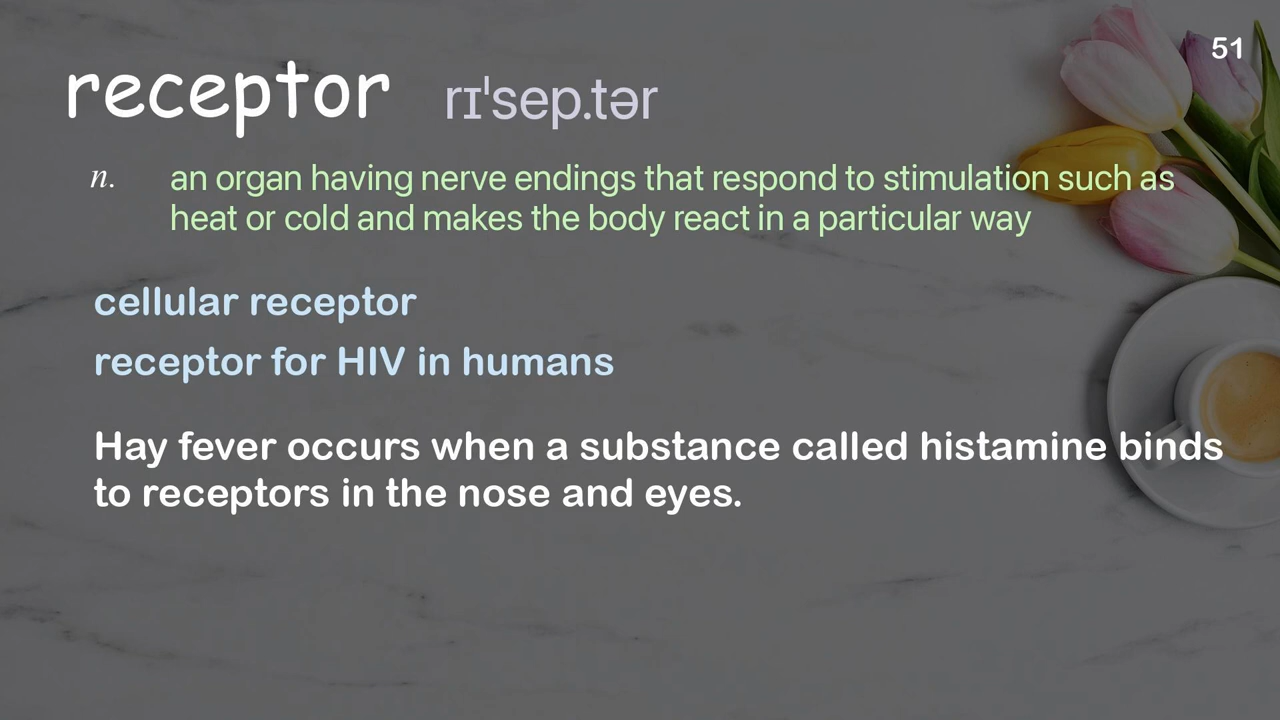 51
receptor rɪˈsep.tər
n. an organ having nerve endings that respond to stimulation such as
heat or cold and makes the body react in a particular way
cellular receptor
receptor for HIV in humans
Hay fever occurs when a substance called histamine binds
to receptors in the nose and eyes.